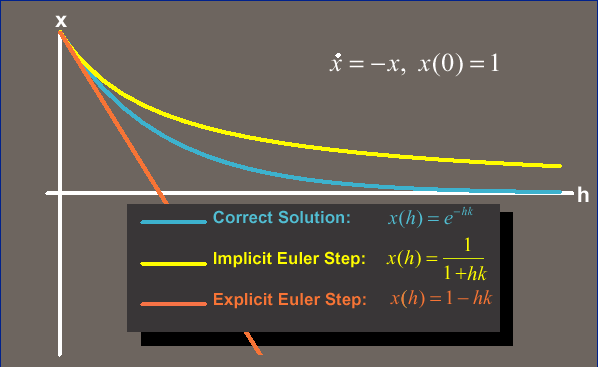 x
ẋ = −x, x(0) = 1
h
Correct Solution: x(h) = e^{−hk}
Implicit Euler Step: x(h) = 1/(1+hk)
Explicit Euler Step: x(h) = 1 − hk